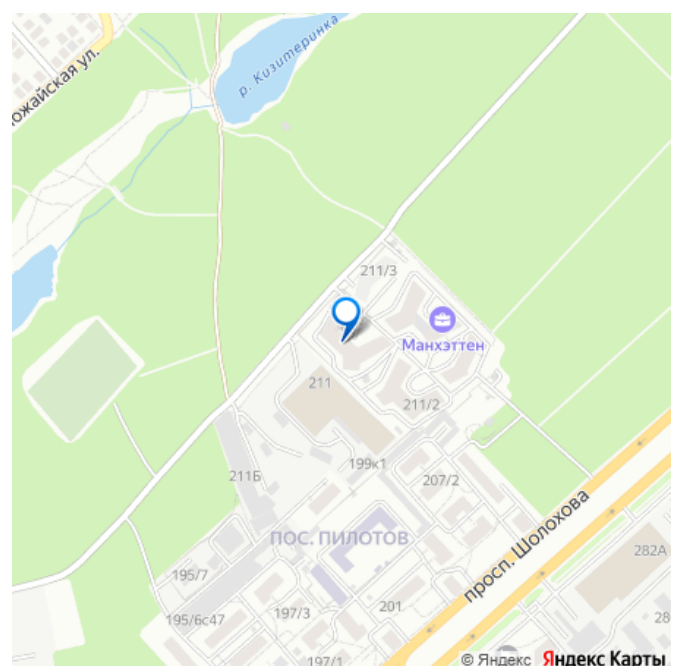 р. Кизитеринка
ожайская ул.
211/3
Манхэттен
211
211/2
199к1
211Б
207/2
ПОС. ПИЛОТОВ
просп. Шолохова
282А
195/7
195/6с47
197/3
201
28
197/1
© Яндекс Яндекс Карты